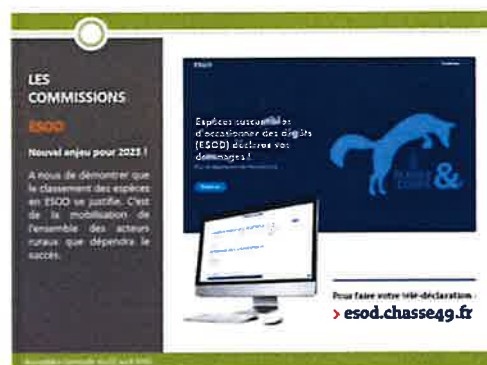 LES
COMMISSIONS
ESOD
Nouvel enjeu pour 2023 !
A nous de démontrer que
le classement des espèces
en ESOD se justifie. C'est
de la mobilisation de
l'ensemble des acteurs
ruraux que dépendra le
succès.
Espèces susceptibles
d'occasionner des dégâts
(ESOD) déclarez vos
dommages !
&
Pour faire votre télé-déclaration :
> esod.chasse49.fr